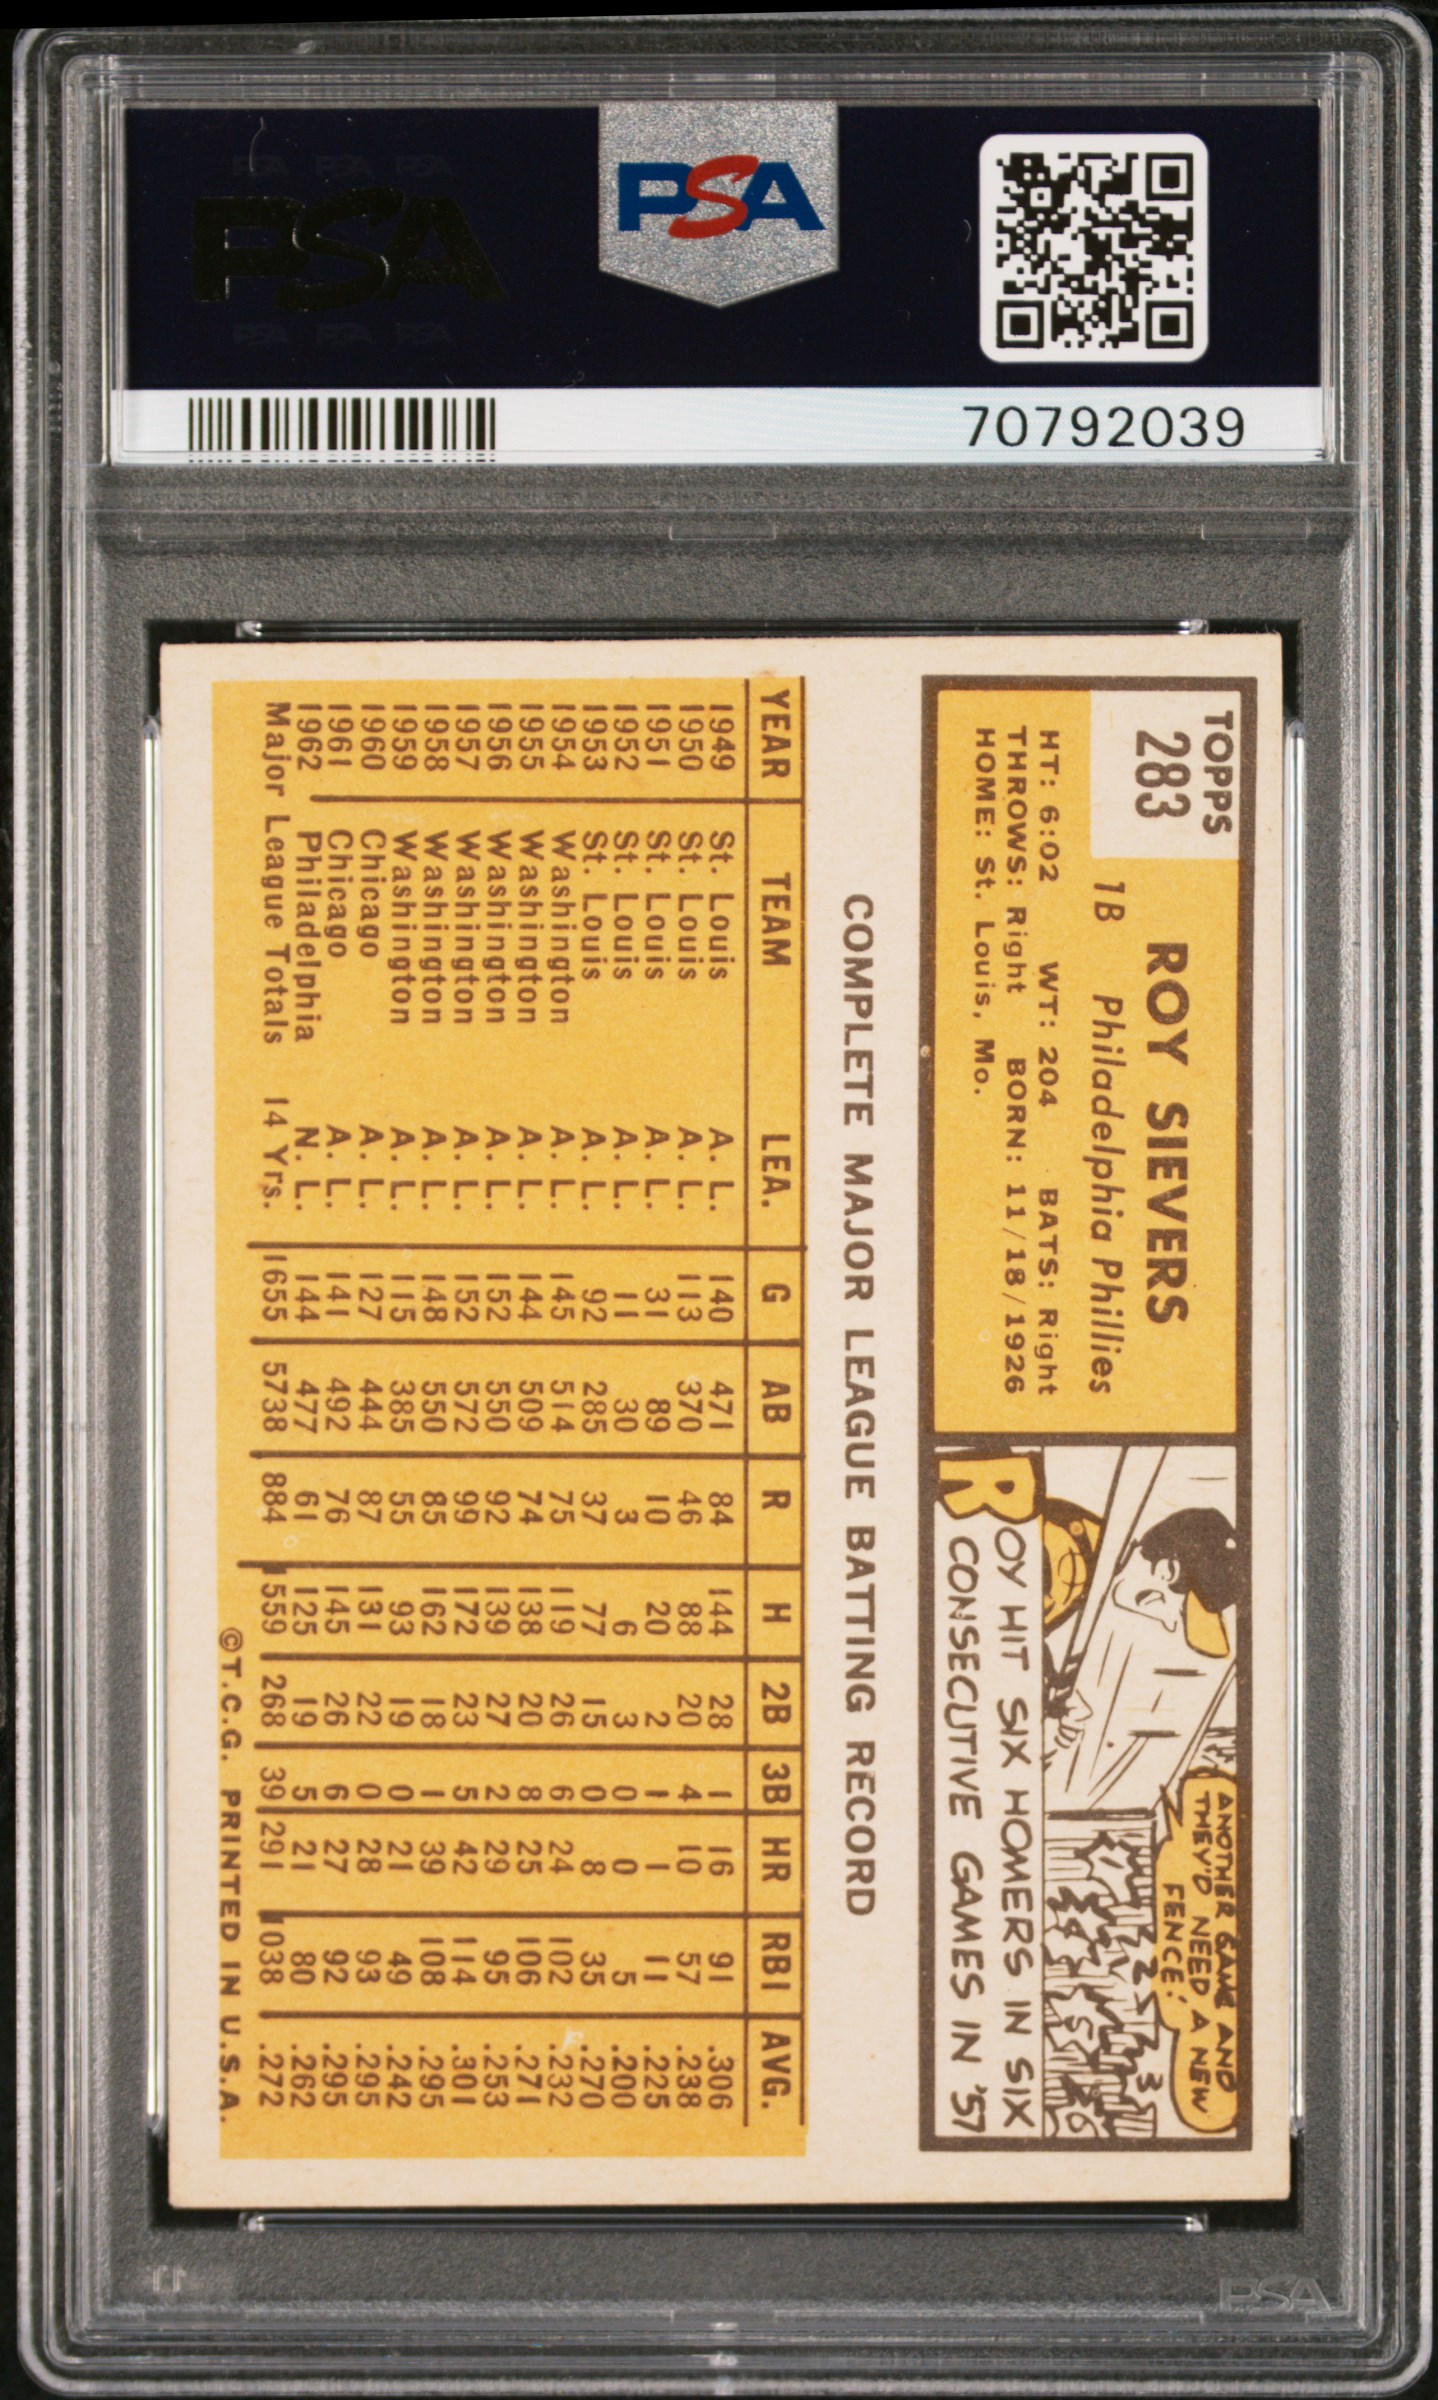 PSA PSA PSA
PSA
PSA PSA PSA
PSA
70792039
TOPPS
283
ROY SIEVERS
1B Philadelphia Phillies
HT: 6:02 WT: 204 BATS: Right
THROWS: Right BORN: 11/18/1926
HOME: St. Louis, Mo.
ANOTHER GAME AND
THEY'D NEED A NEW
FENCE!
ROY HIT SIX HOMERS IN SIX
CONSECUTIVE GAMES IN '57
COMPLETE MAJOR LEAGUE BATTING RECORD
YEAR TEAM LEA. G AB R H 2B 3B HR RBI AVG.
1949 St. Louis A. L. 140 471 84 144 28 1 16 91 .306
1950 St. Louis A. L. 113 370 46 88 20 4 10 57 .238
1951 St. Louis A. L. 31 89 10 20 2 1 1 11 .225
1952 St. Louis A. L. 11 30 3 6 3 0 0 5 .200
1953 St. Louis A. L. 92 285 37 77 15 0 8 35 .270
1954 Washington A. L. 145 514 75 119 26 6 24 102 .232
1955 Washington A. L. 144 509 74 138 20 8 25 106 .271
1956 Washington A. L. 152 550 92 139 27 2 29 95 .253
1957 Washington A. L. 152 572 99 172 23 5 42 114 .301
1958 Washington A. L. 148 550 85 162 18 1 39 108 .295
1959 Washington A. L. 115 385 55 93 19 0 21 49 .242
1960 Chicago A. L. 127 444 87 131 22 0 28 93 .295
1961 Chicago A. L. 141 492 76 145 26 6 27 92 .295
1962 Philadelphia N. L. 144 477 61 125 19 5 21 80 .262
Major League Totals 14 Yrs. 1655 5738 884 1559 268 39 291 1038 .272
©T.C.G. PRINTED IN U.S.A.
PSA